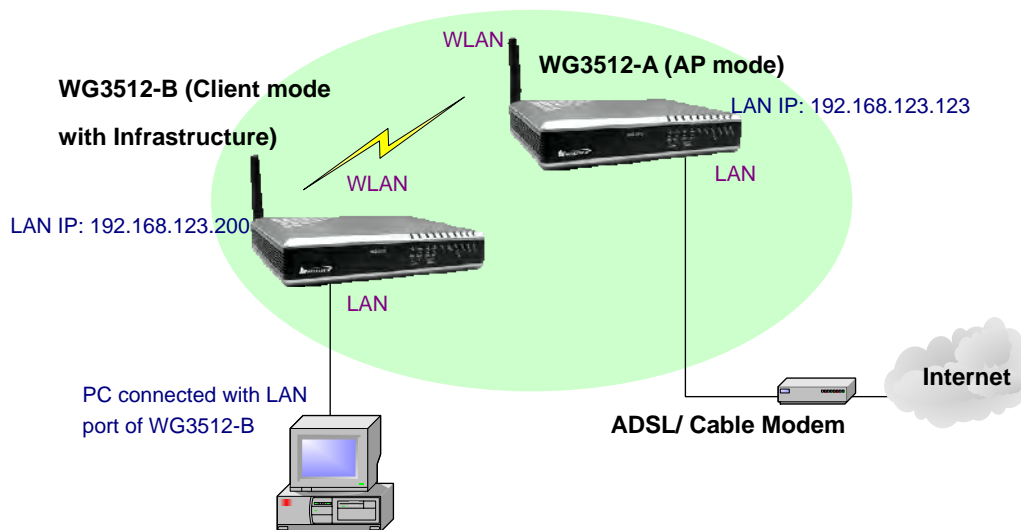 WLAN
WG3512-A (AP mode)
WG3512-B (Client mode
with Infrastructure)
LAN IP: 192.168.123.123
LAN
WLAN
LAN IP: 192.168.123.200
LAN
PC connected with LAN
port of WG3512-B
Internet
ADSL/ Cable Modem